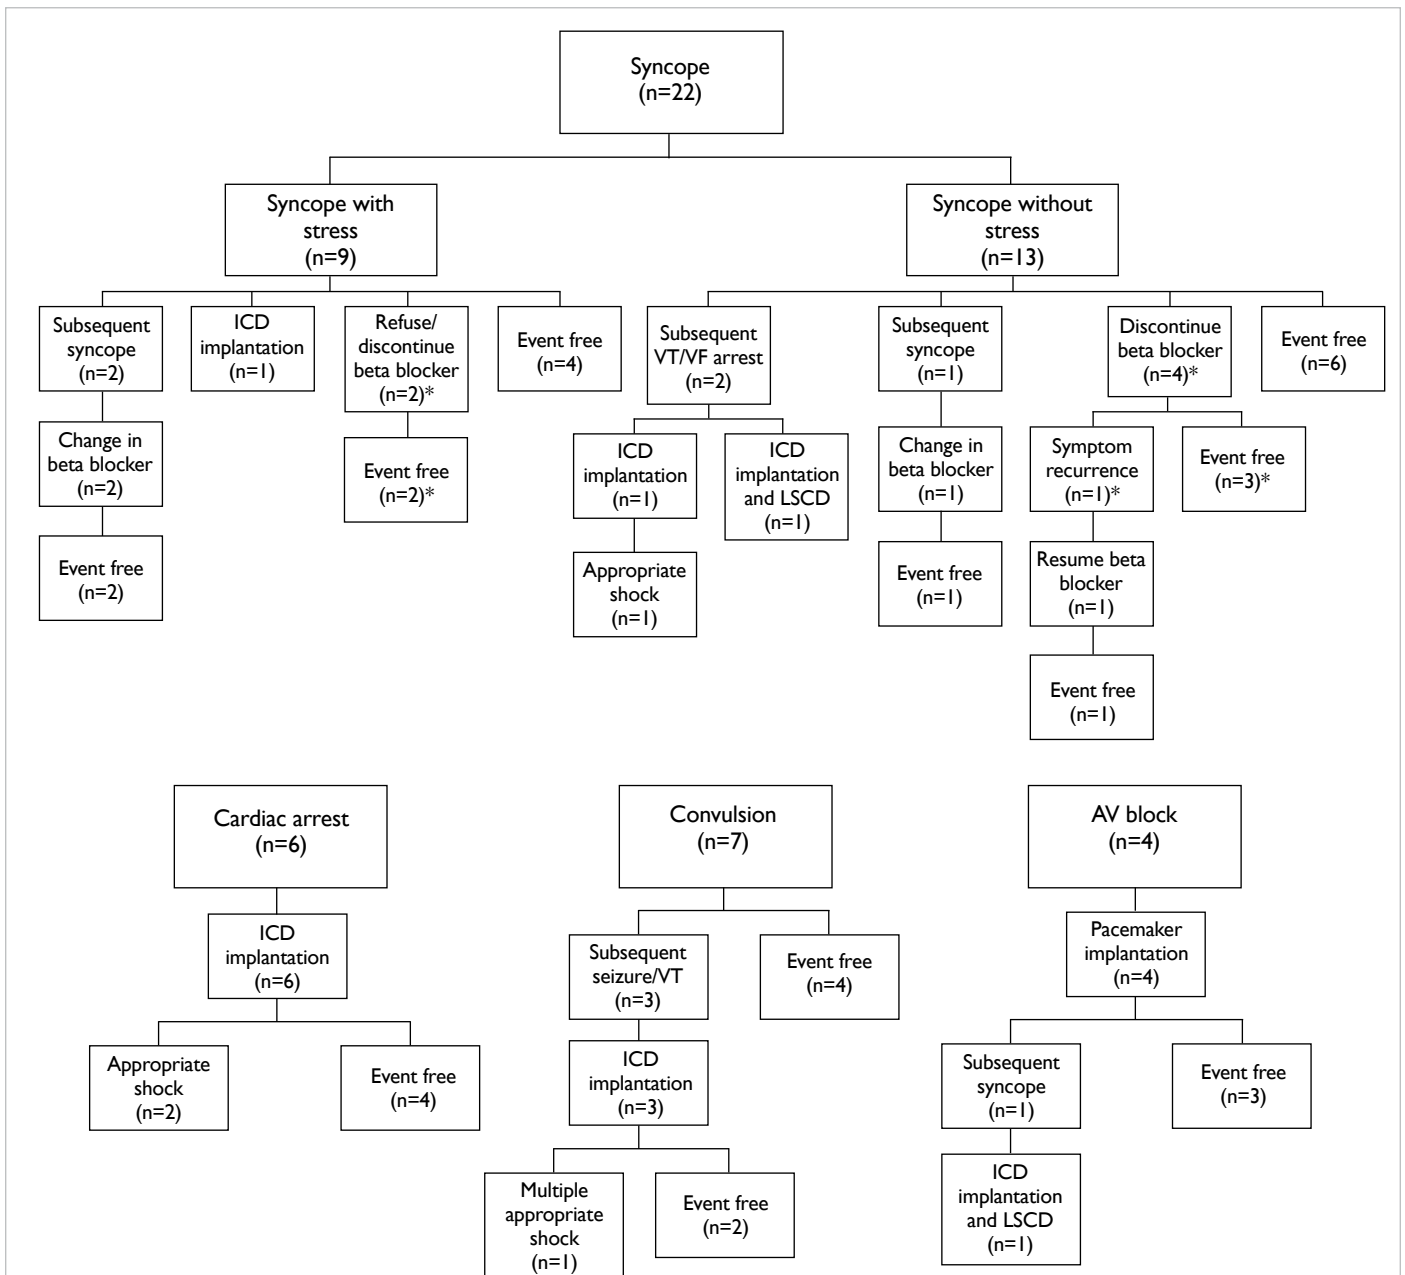 Syncope
(n=22)
Syncope with
stress
(n=9)
Syncope without
stress
(n=13)
Subsequent
syncope
(n=2)
ICD
implantation
(n=1)
Refuse/
discontinue
beta blocker
(n=2)*
Event free
(n=4)
Subsequent
VT/VF arrest
(n=2)
Subsequent
syncope
(n=1)
Discontinue
beta blocker
(n=4)*
Event free
(n=6)
Change in
beta blocker
(n=2)
Event free
(n=2)*
ICD
implantation
(n=1)
ICD
implantation
and LSCD
(n=1)
Change in
beta blocker
(n=1)
Symptom
recurrence
(n=1)*
Event free
(n=3)*
Event free
(n=2)
Appropriate
shock
(n=1)
Event free
(n=1)
Resume beta
blocker
(n=1)
Event free
(n=1)
Cardiac arrest
(n=6)
ICD
implantation
(n=6)
Appropriate
shock
(n=2)
Event free
(n=4)
Convulsion
(n=7)
Subsequent
seizure/VT
(n=3)
Event free
(n=4)
ICD
implantation
(n=3)
Multiple
appropriate
shock
(n=1)
Event free
(n=2)
AV block
(n=4)
Pacemaker
implantation
(n=4)
Subsequent
syncope
(n=1)
Event free
(n=3)
ICD
implantation
and LSCD
(n=1)